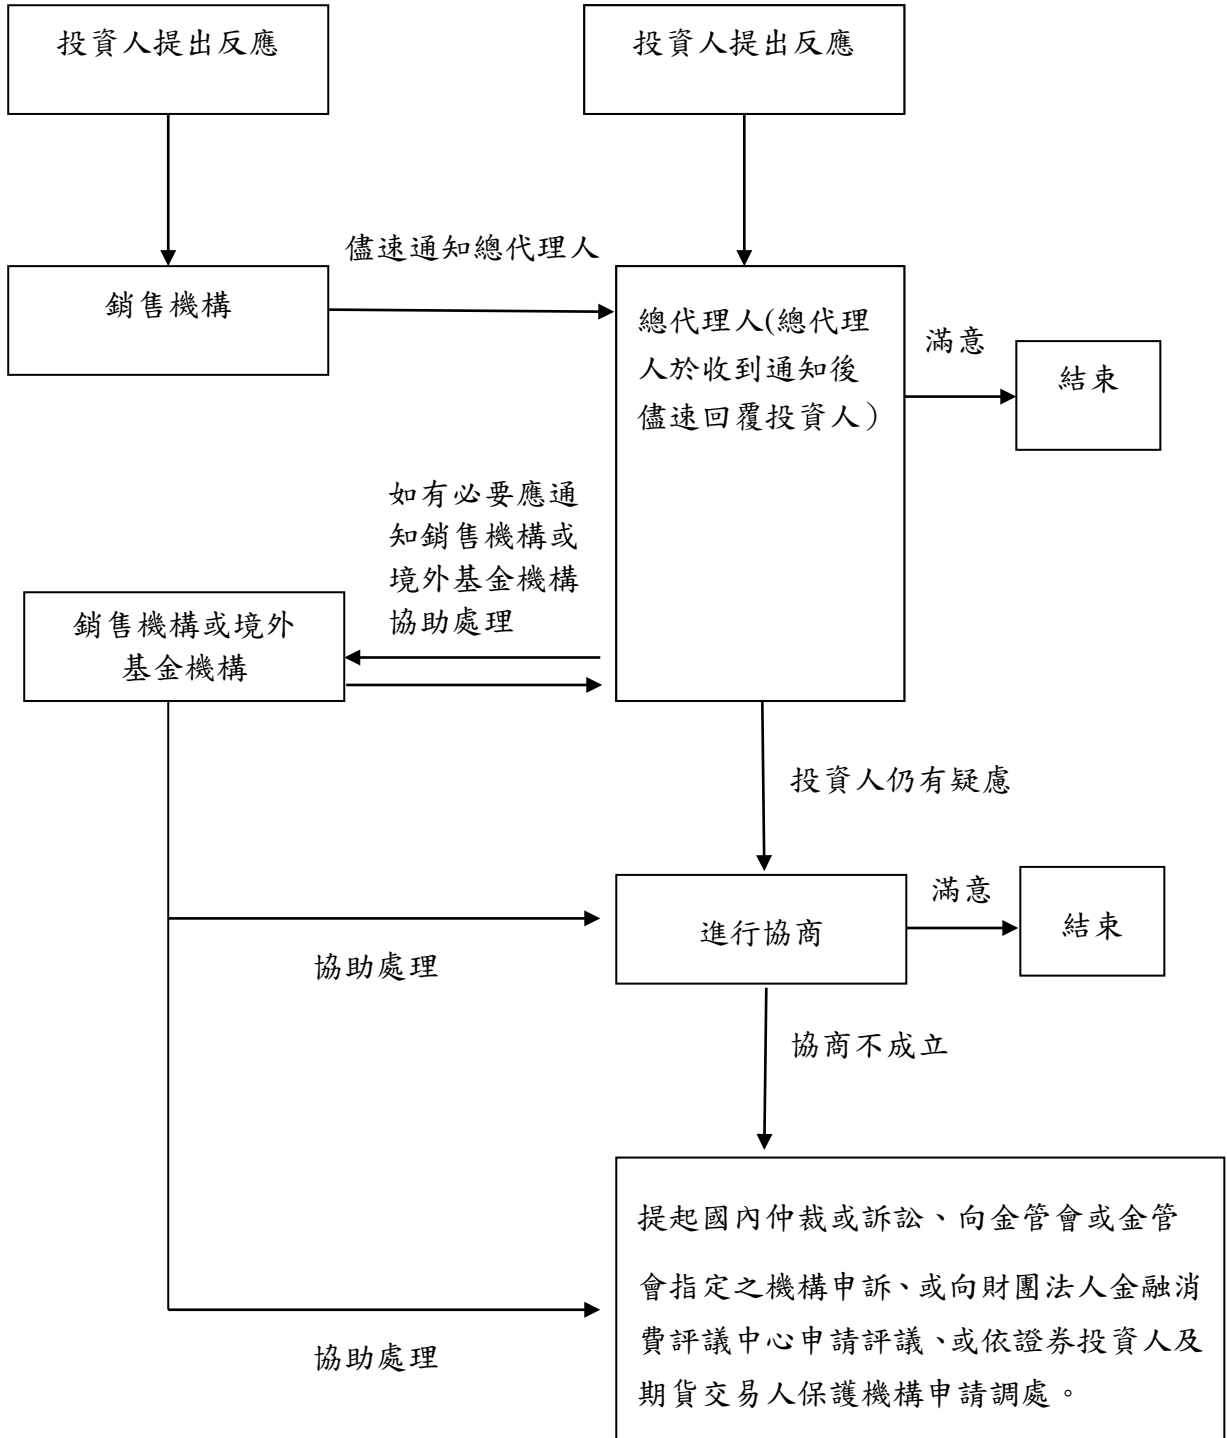 投資人提出反應
投資人提出反應
儘速通知總代理人
銷售機構
總代理人(總代理
人於收到通知後
儘速回覆投資人）
滿意
結束
如有必要應通
知銷售機構或
境外基金機構
協助處理
銷售機構或境外
基金機構
投資人仍有疑慮
進行協商
滿意
結束
協助處理
協商不成立
提起國內仲裁或訴訟、向金管會或金管
會指定之機構申訴、或向財團法人金融消
費評議中心申請評議、或依證券投資人及
期貨交易人保護機構申請調處。
協助處理